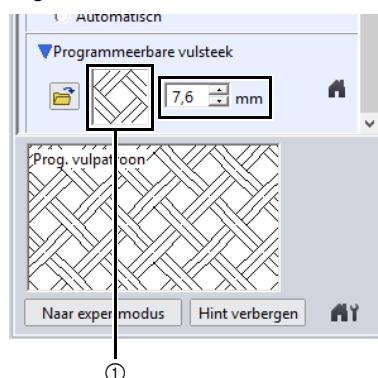 Automatisch
Programmeerbare vulsteek
7,6 mm
Prog. vulpatroon
Naar expertmodus Hint verbergen
①